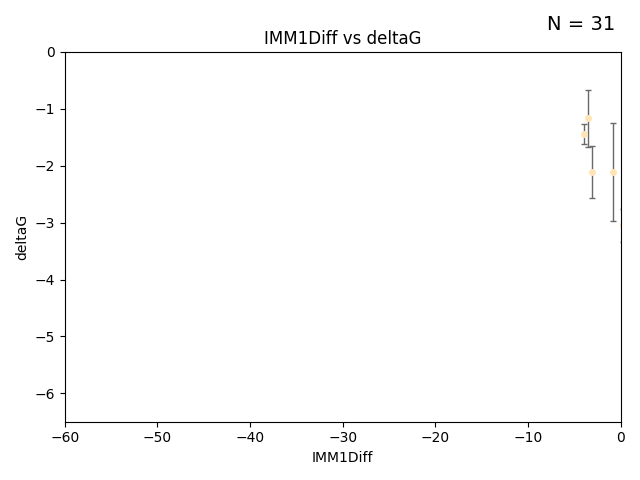 N = 31
IMM1Diff vs deltaG
deltaG
0
−1
−2
−3
−4
−5
−6
−60 −50 −40 −30 −20 −10 0
IMM1Diff